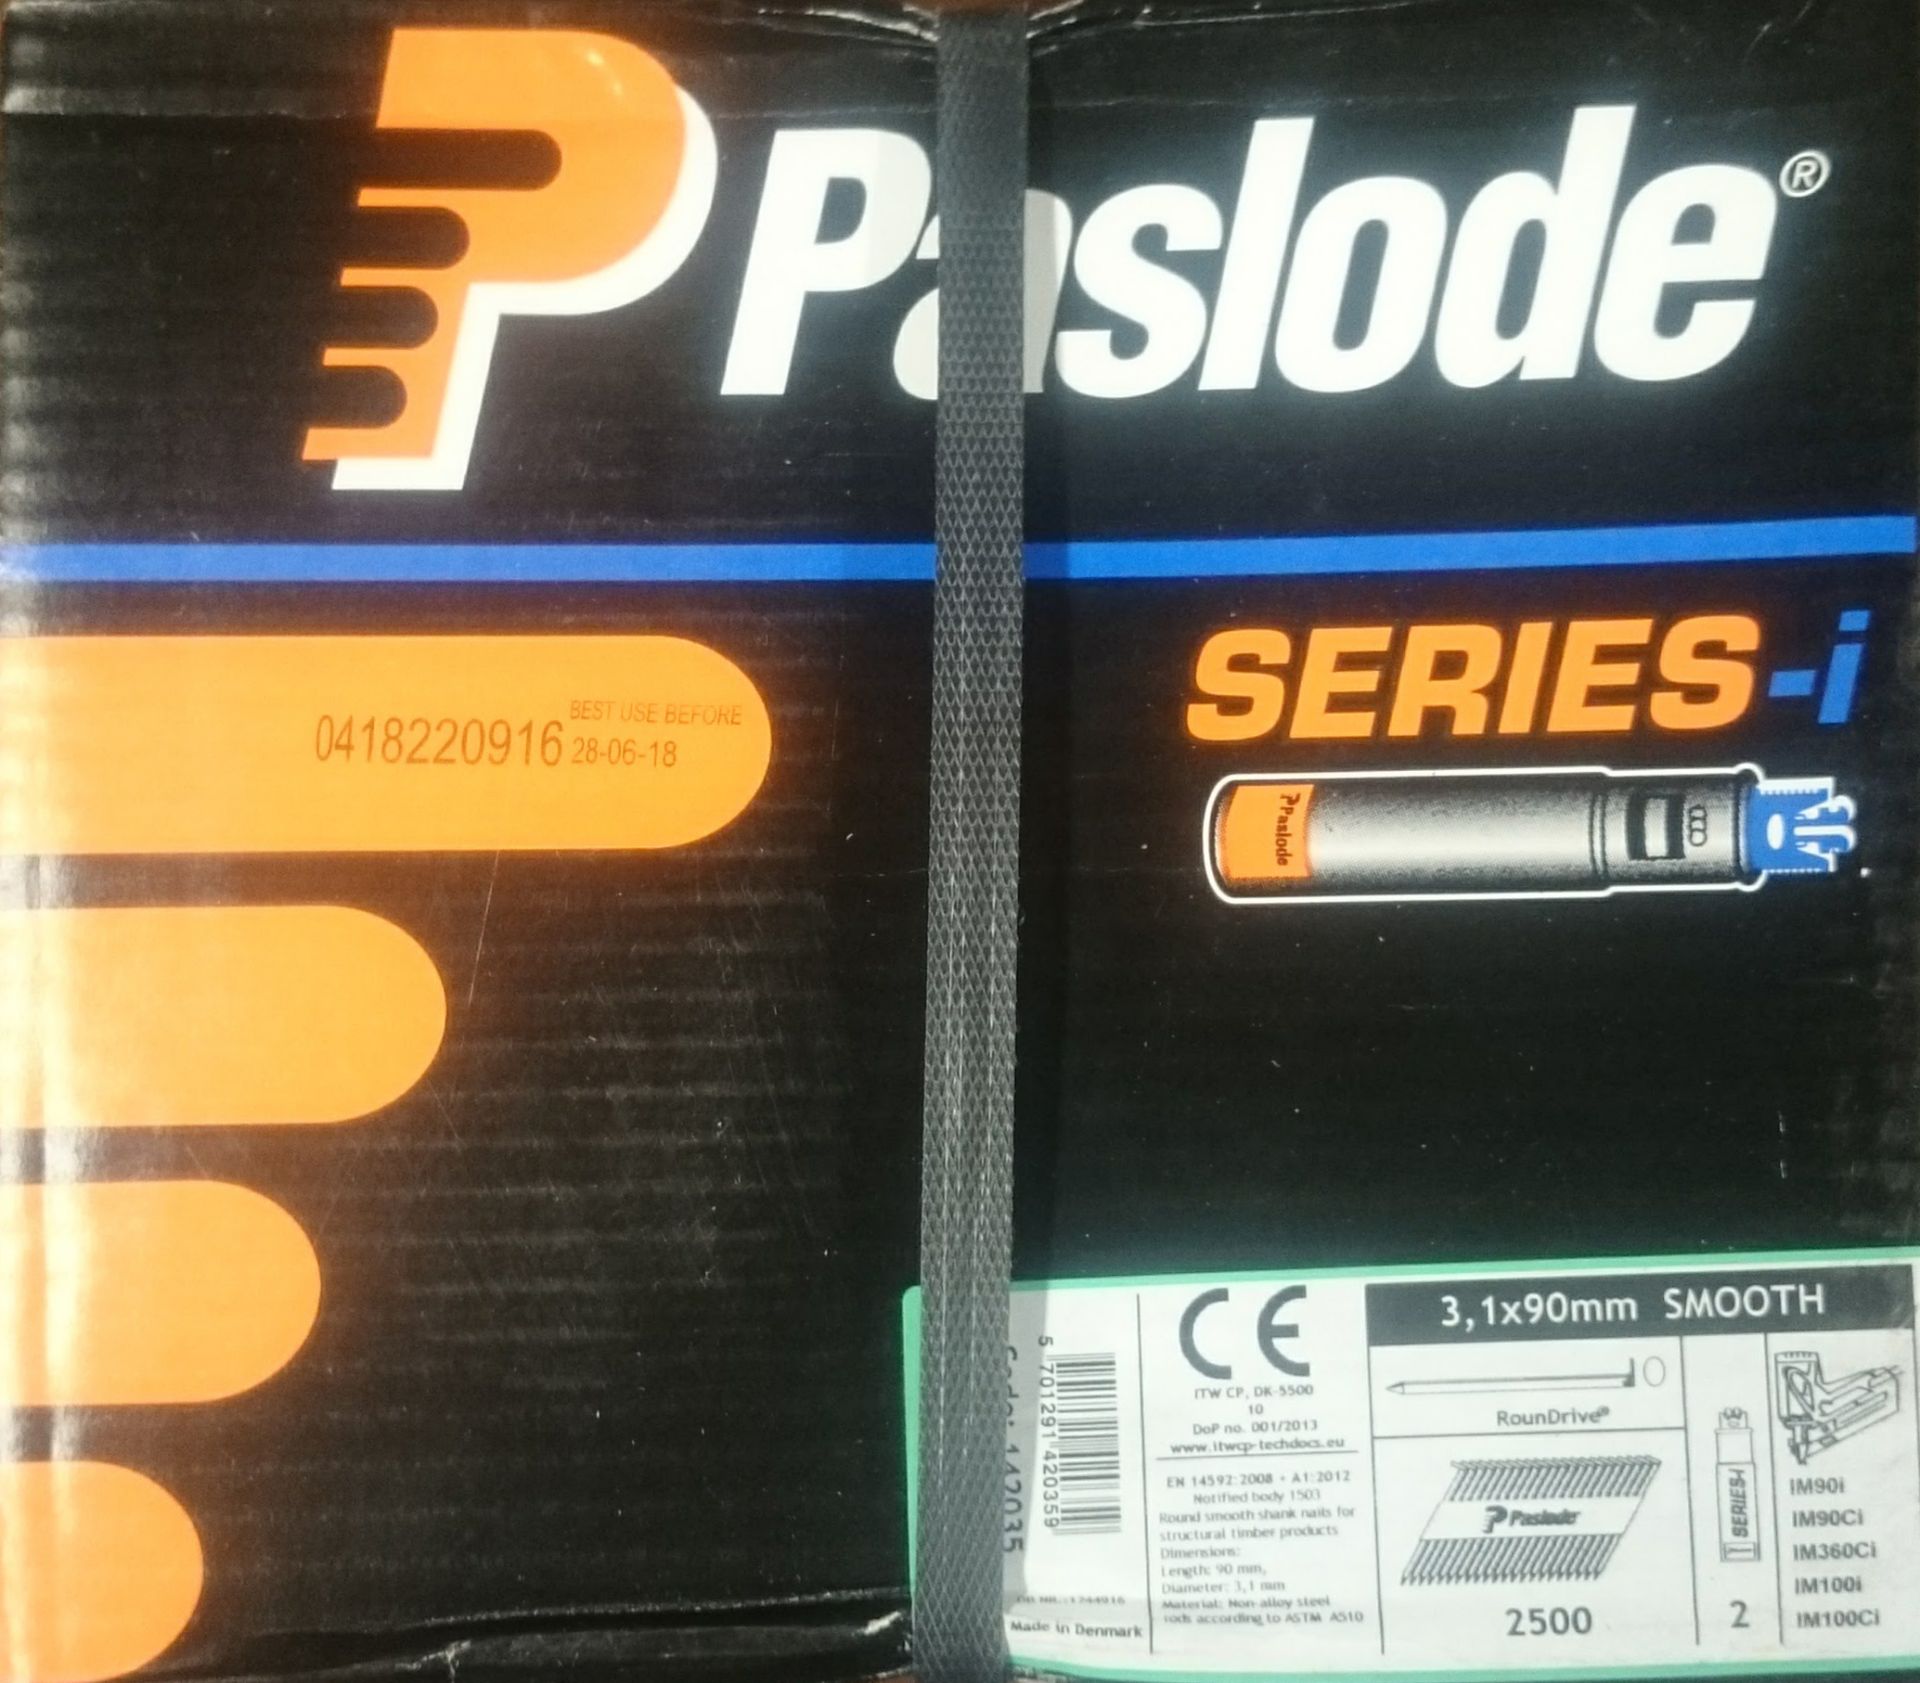 Paslode®
SERIES-i
Paslode
0418220916 BEST USE BEFORE
28-06-18
5 701291 420359
Code: 142035
Made in Denmark
CE
ITW CP, DK-5500
10
DoP no. 001/2013
www.itwcp-techdocs.eu
EN 14592:2008 + A1:2012
Notified body 1503
Round smooth shank nails for
structural timber products
Dimensions:
Length: 90 mm,
Diameter: 3,1 mm
Material: Non-alloy steel
rods according to ASTM A510
3,1x90mm SMOOTH
RounDrive®
Paslode
2500
SERIES-i
2
IM90i
IM90Ci
IM360Ci
IM100i
IM100Ci